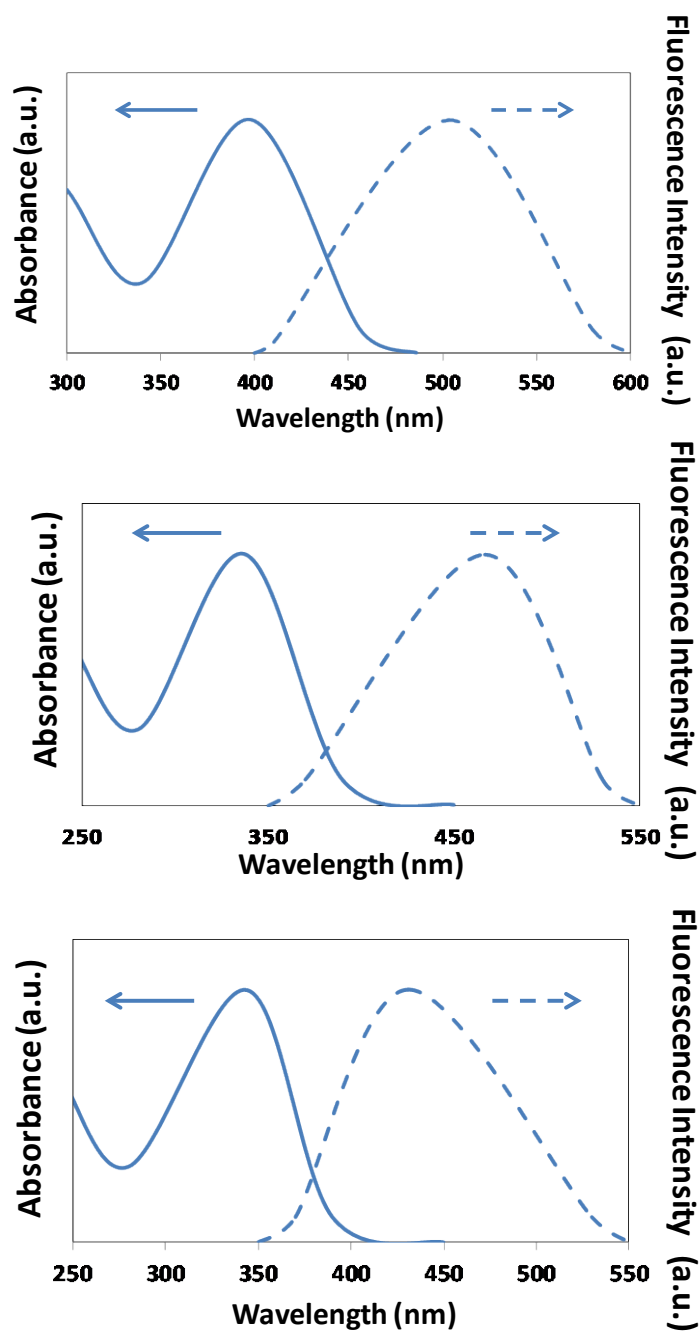 Absorbance (a.u.)
Fluorescence Intensity (a.u.)
300 350 400 450 500 550 600
Wavelength (nm)
Absorbance (a.u.)
Fluorescence Intensity (a.u.)
250 350 450 550
Wavelength (nm)
Absorbance (a.u.)
Fluorescence Intensity (a.u.)
250 300 350 400 450 500 550
Wavelength (nm)